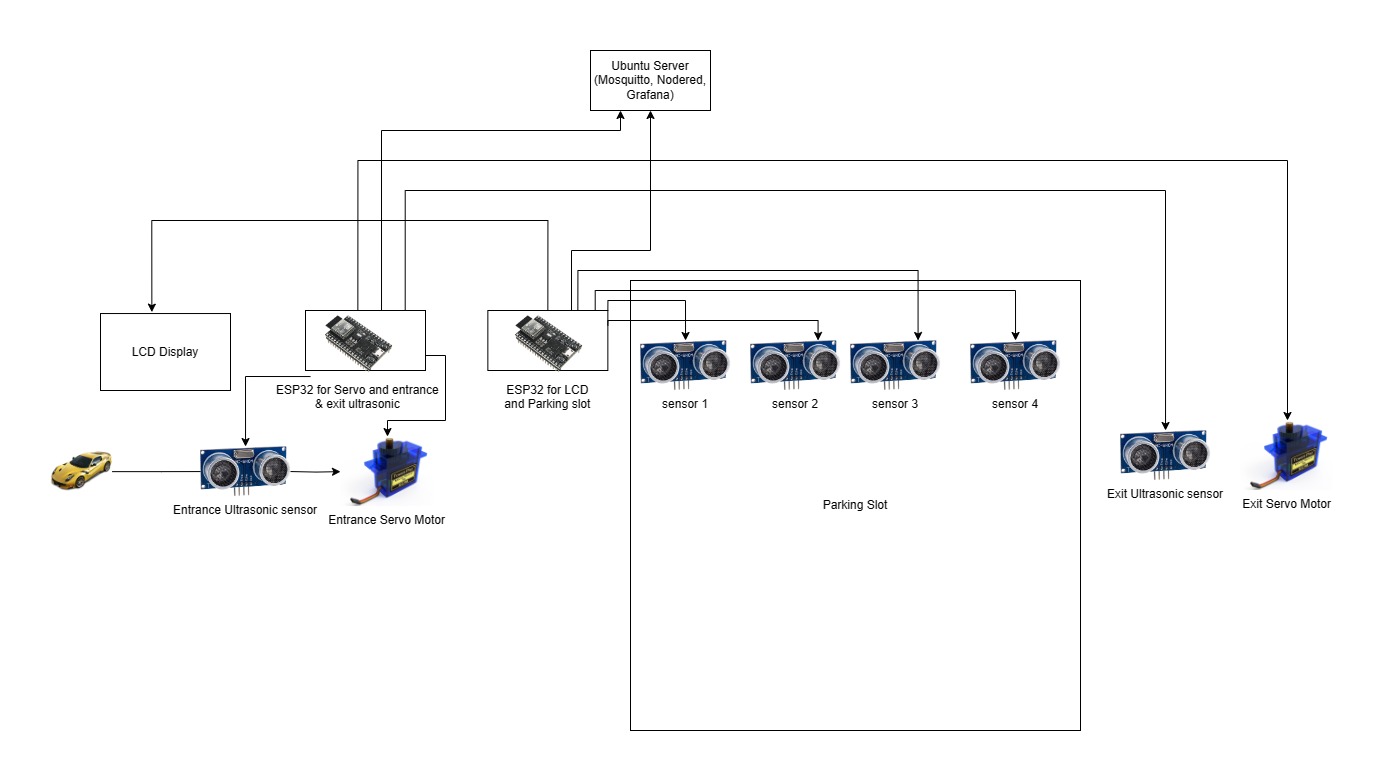 Ubuntu Server
(Mosquitto, Nodered,
Grafana)
LCD Display
ESP32 for Servo and entrance
& exit ultrasonic
ESP32 for LCD
and Parking slot
sensor 1
sensor 2
sensor 3
sensor 4
Entrance Ultrasonic sensor
Entrance Servo Motor
Parking Slot
Exit Ultrasonic sensor
Exit Servo Motor